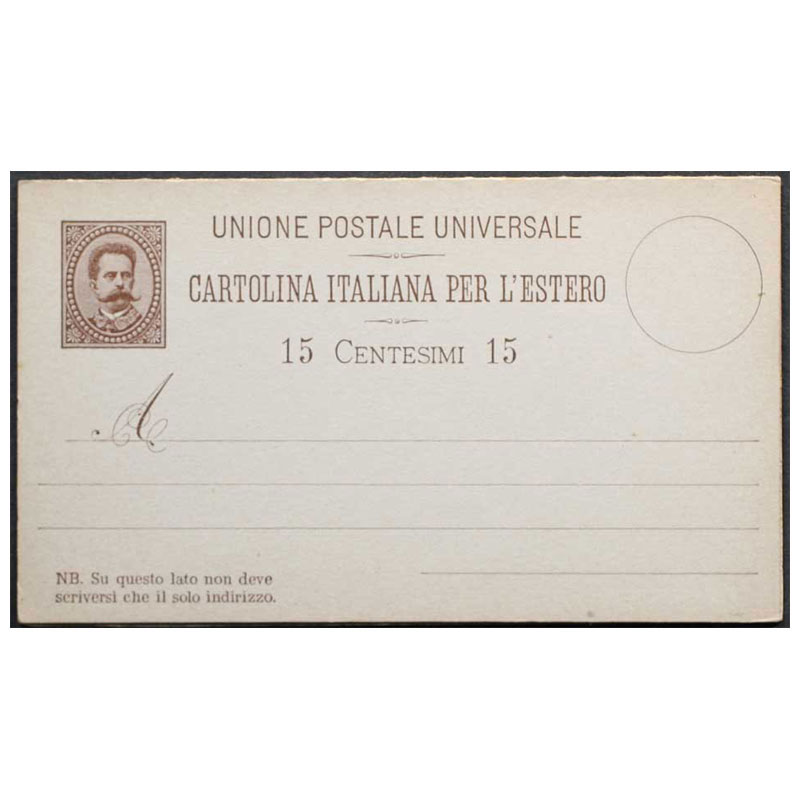 UNIONE POSTALE UNIVERSALE
CARTOLINA ITALIANA PER L'ESTERO
15 CENTESIMI 15
A
NB. Su questo lato non deve
scriversi che il solo indirizzo.